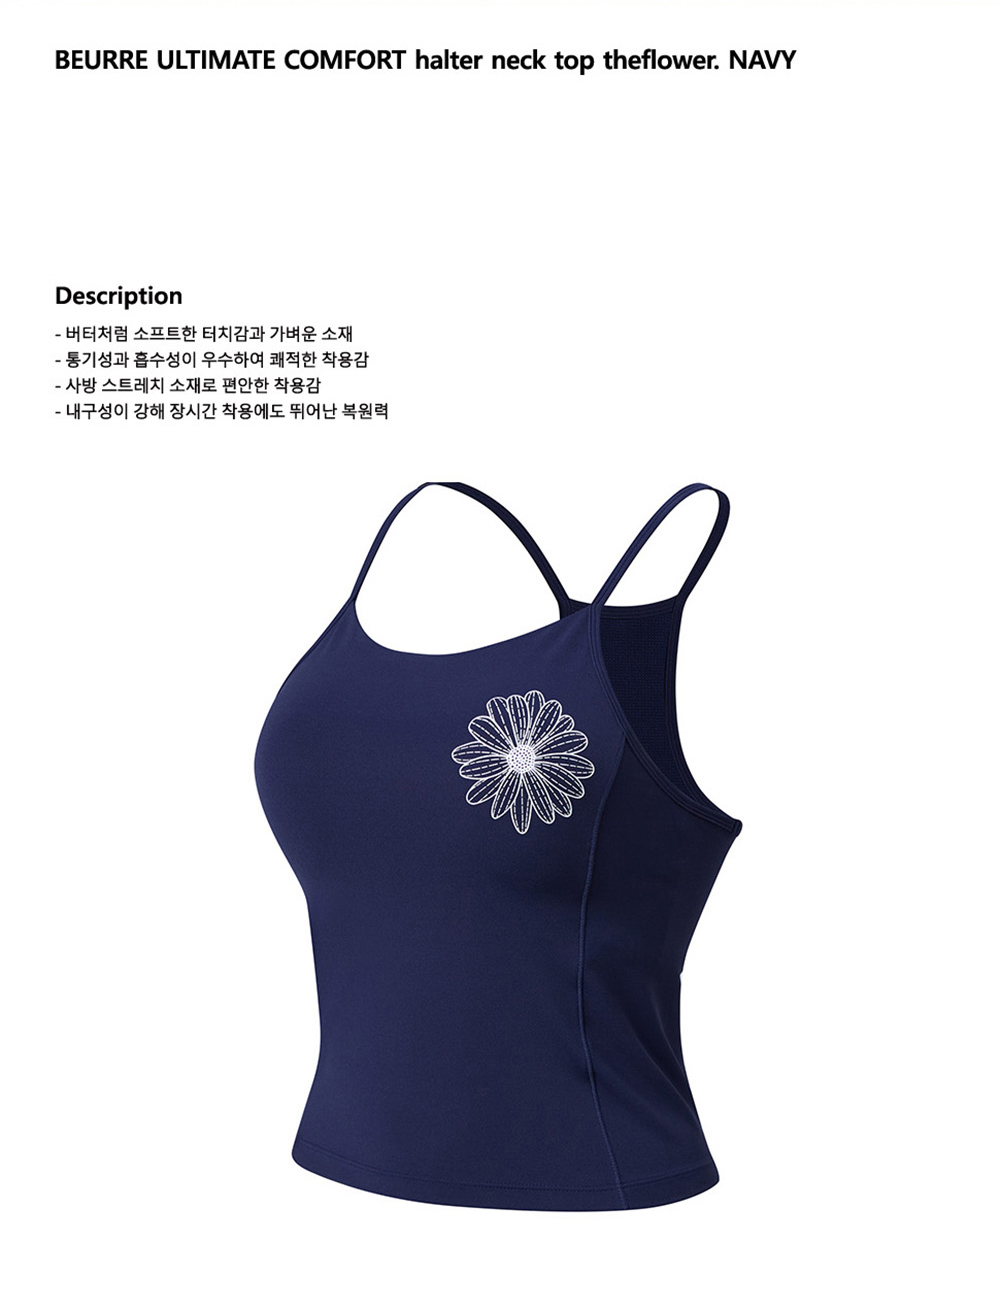 BEURRE ULTIMATE COMFORT halter neck top theflower. NAVY
Description
- 버터처럼 소프트한 터치감과 가벼운 소재
- 통기성과 흡수성이 우수하여 쾌적한 착용감
- 사방 스트레치 소재로 편안한 착용감
- 내구성이 강해 장시간 착용에도 뛰어난 복원력